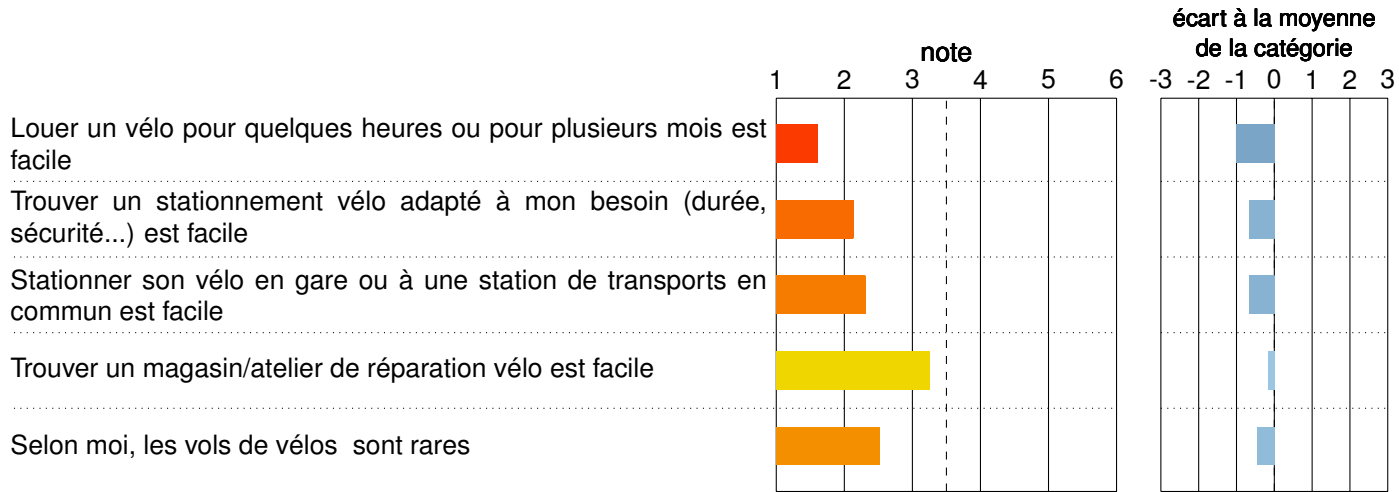 écart à la moyenne
note
de la catégorie
1 2 3 4 5 6
-3 -2 -1 0 1 2 3
Louer un vélo pour quelques heures ou pour plusieurs mois est
facile
Trouver un stationnement vélo adapté à mon besoin (durée,
sécurité...) est facile
Stationner son vélo en gare ou à une station de transports en
commun est facile
Trouver un magasin/atelier de réparation vélo est facile
Selon moi, les vols de vélos sont rares